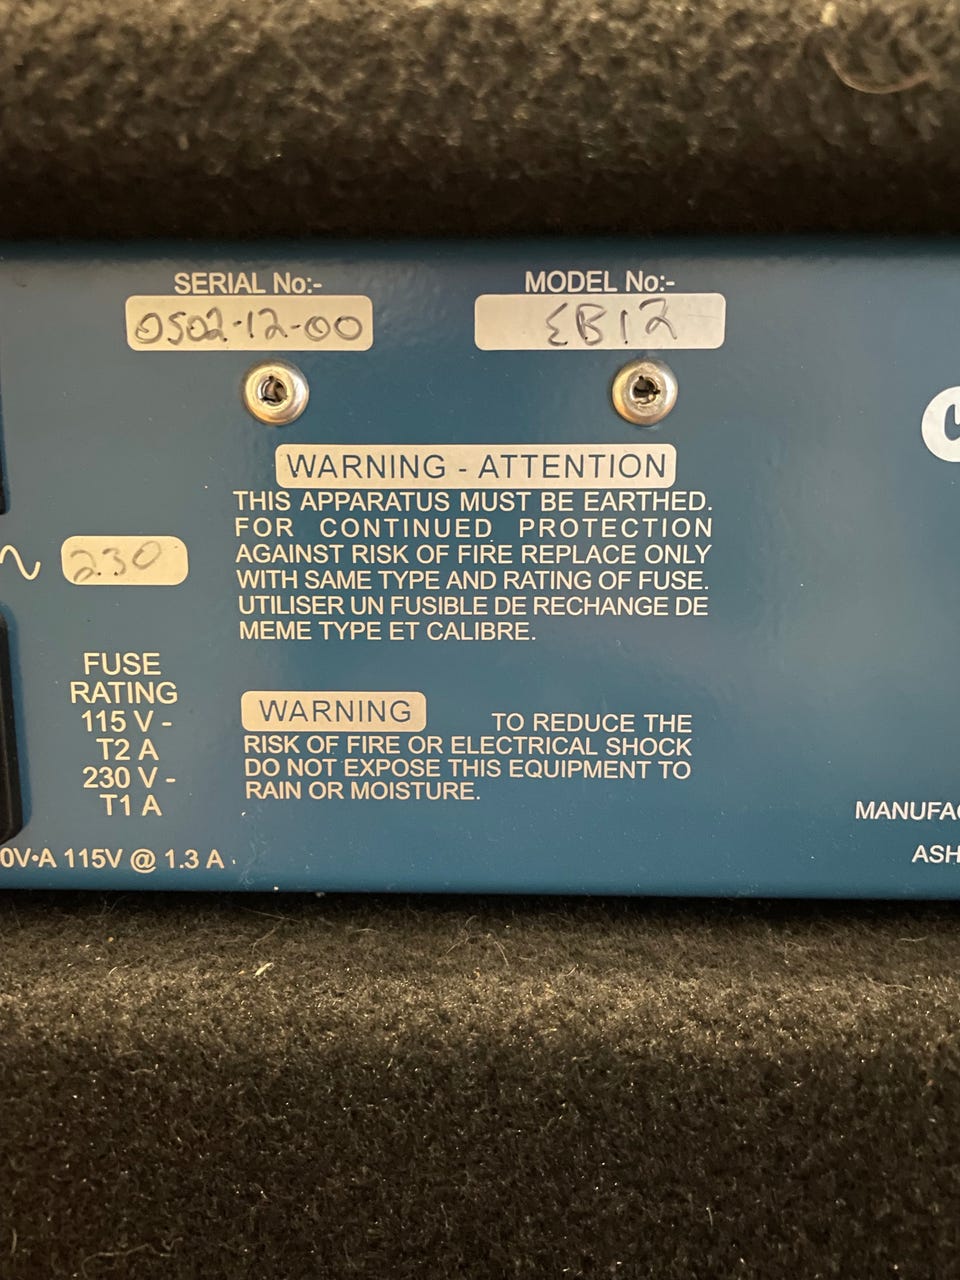 SERIAL No:-
0502-12-00
MODEL No:-
EB12
WARNING - ATTENTION
THIS APPARATUS MUST BE EARTHED.
FOR CONTINUED PROTECTION
AGAINST RISK OF FIRE REPLACE ONLY
WITH SAME TYPE AND RATING OF FUSE.
UTILISER UN FUSIBLE DE RECHANGE DE
MEME TYPE ET CALIBRE.
~ 230
FUSE
RATING
115 V -
T2 A
230 V -
T1 A
0V•A 115V @ 1.3 A
WARNING TO REDUCE THE
RISK OF FIRE OR ELECTRICAL SHOCK
DO NOT EXPOSE THIS EQUIPMENT TO
RAIN OR MOISTURE.
MANUFAC
ASH